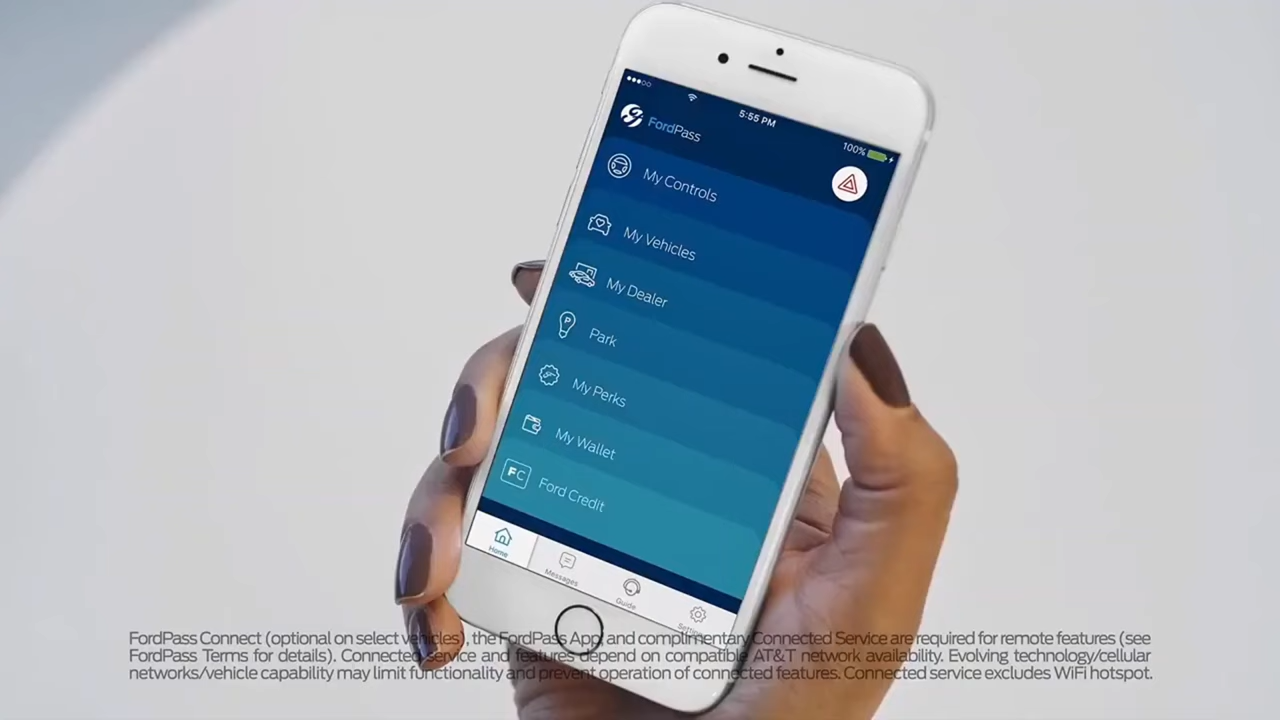 5:55 PM
100%
FordPass
My Controls
My Vehicles
My Dealer
Park
My Perks
My Wallet
FC
Ford Credit
Home
Messages
Guide
FordPass Connect (optional on select vehicles), the FordPass App, and complimentary Connected Service are required for remote features (see
FordPass Terms for details). Connected service and features depend on compatible AT&T network availability. Evolving technology/cellular
networks/vehicle capability may limit functionality and prevent operation of connected features. Connected service excludes WiFi hotspot.